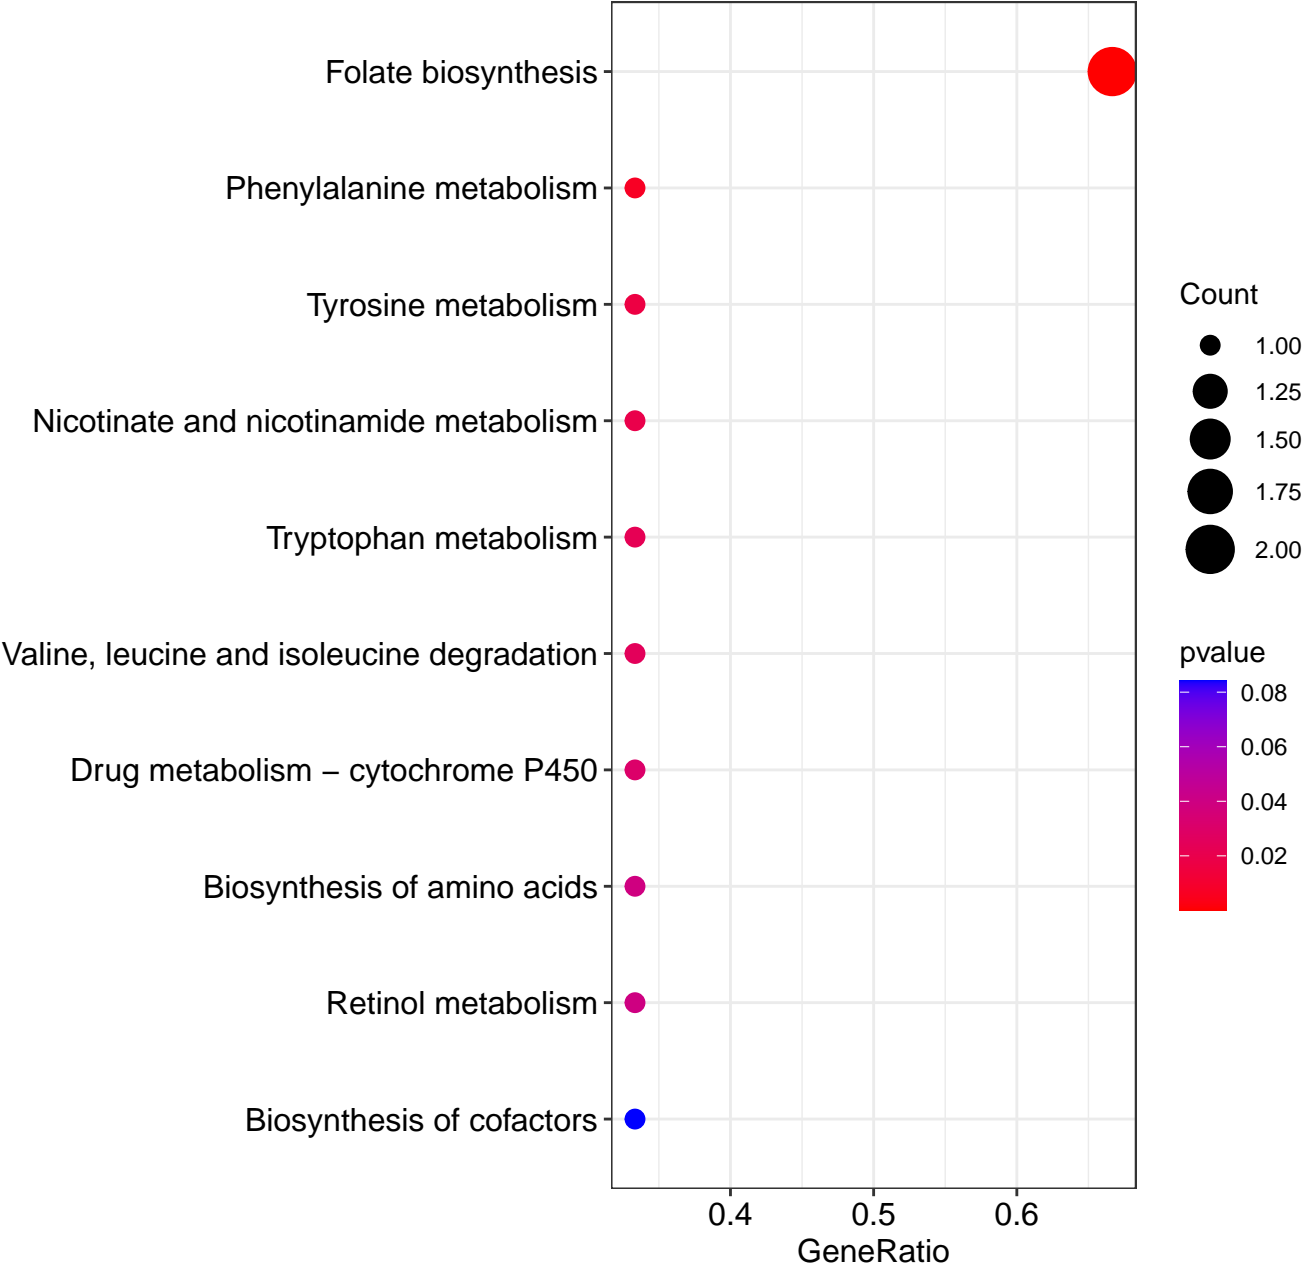 Folate biosynthesis
Phenylalanine metabolism
Tyrosine metabolism
Nicotinate and nicotinamide metabolism
Tryptophan metabolism
Valine, leucine and isoleucine degradation
Drug metabolism − cytochrome P450
Biosynthesis of amino acids
Retinol metabolism
Biosynthesis of cofactors
0.4 0.5 0.6
GeneRatio
Count
1.00
1.25
1.50
1.75
2.00
pvalue
0.08
0.06
0.04
0.02